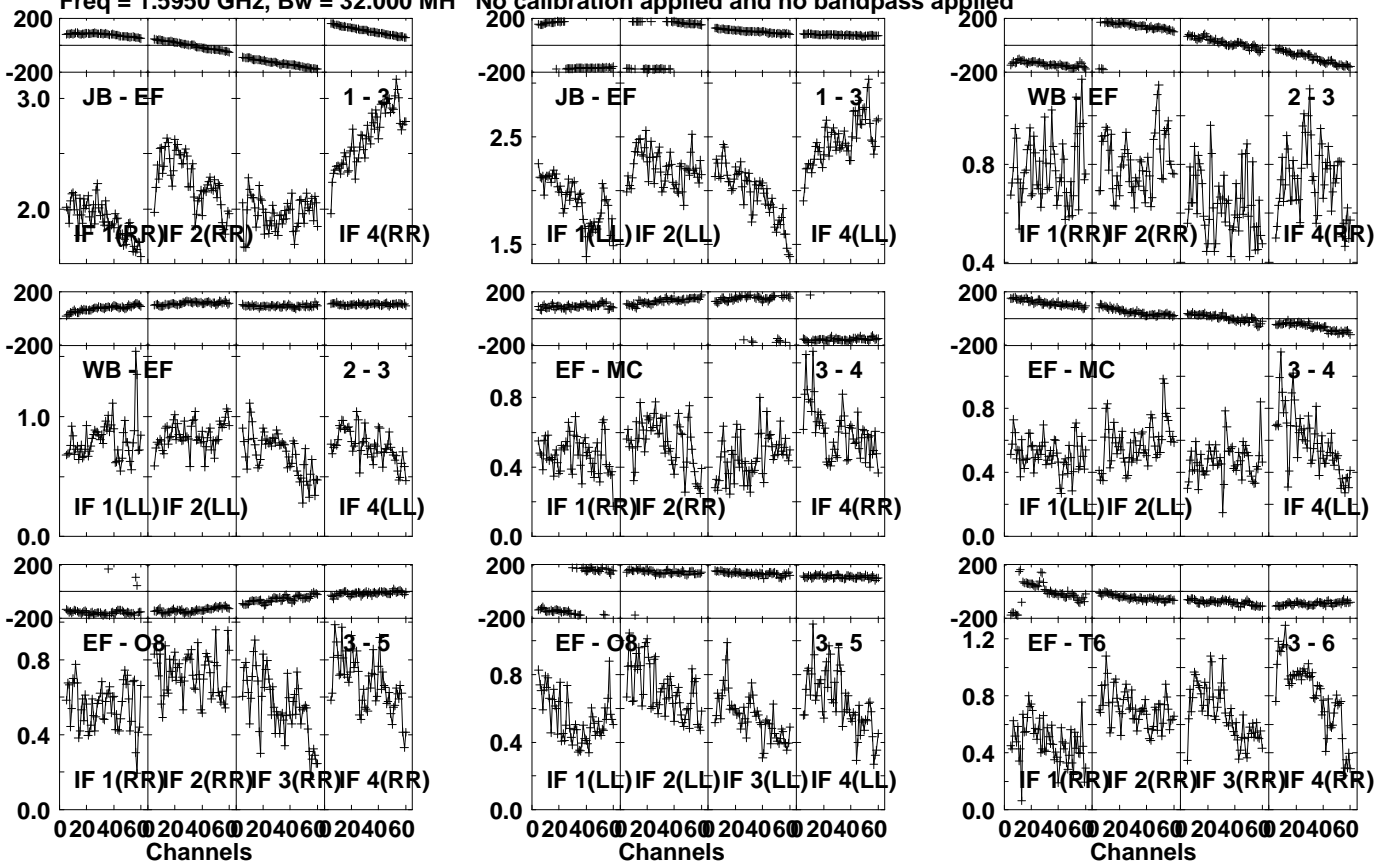 Freq = 1.5950 GHz, Bw = 32.000 MH No calibration applied and no bandpass applied
200 200 200
-200 -200 -200
JB - EF 1 - 3 JB - EF 1 - 3 WB - EF 2 - 3
3.0 2.5 0.8
2.0 1.5 0.4
IF 1(RR) IF 2(RR) IF 4(RR) IF 1(LL) IF 2(LL) IF 4(LL) IF 1(RR) IF 2(RR) IF 4(RR)
200 200 200
-200 -200 -200
WB - EF 2 - 3 EF - MC 3 - 4 EF - MC 3 - 4
1.0 0.8 0.8
0.4 0.4
IF 1(LL) IF 2(LL) IF 4(LL) IF 1(RR) IF 2(RR) IF 4(RR) IF 1(LL) IF 2(LL) IF 4(LL)
0.0 0.0 0.0
200 200 200
-200 -200 -200
EF - O8 3 - 5 EF - O8 3 - 5 EF - T6 3 - 6
0.8 0.8 1.2
0.4 0.4 0.8
0.4
IF 1(RR) IF 2(RR) IF 3(RR) IF 4(RR) IF 1(LL) IF 2(LL) IF 3(LL) IF 4(LL) IF 1(RR) IF 2(RR) IF 3(RR) IF 4(RR)
0.0 0.0 0.0
0 20 40 60 0 20 40 60 0 20 40 60 0 20 40 60 0 20 40 60 0 20 40 60 0 20 40 60 0 20 40 60 0 20 40 60 0 20 40 60 0 20 40 60 0 20 40 60
Channels Channels Channels